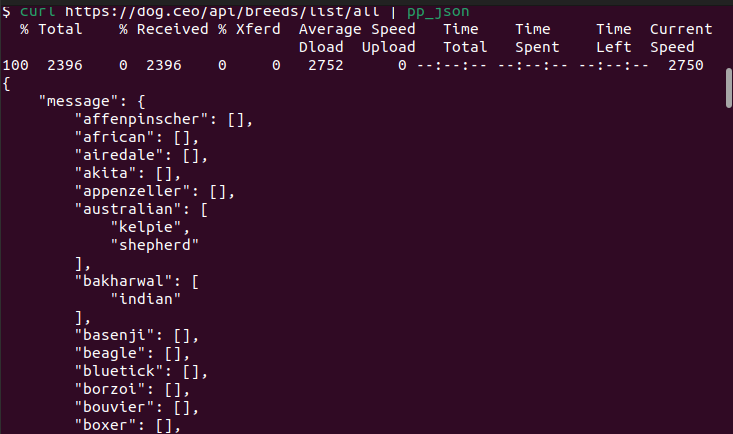 $ curl https://dog.ceo/api/breeds/list/all | pp_json
  % Total    % Received % Xferd  Average Speed   Time    Time     Time  Current
                                 Dload  Upload   Total   Spent    Left  Speed
100  2396    0  2396    0     0   2752      0 --:--:-- --:--:-- --:--:--  2750
{
    "message": {
        "affenpinscher": [],
        "african": [],
        "airedale": [],
        "akita": [],
        "appenzeller": [],
        "australian": [
            "kelpie",
            "shepherd"
        ],
        "bakharwal": [
            "indian"
        ],
        "basenji": [],
        "beagle": [],
        "bluetick": [],
        "borzoi": [],
        "bouvier": [],
        "boxer": [],